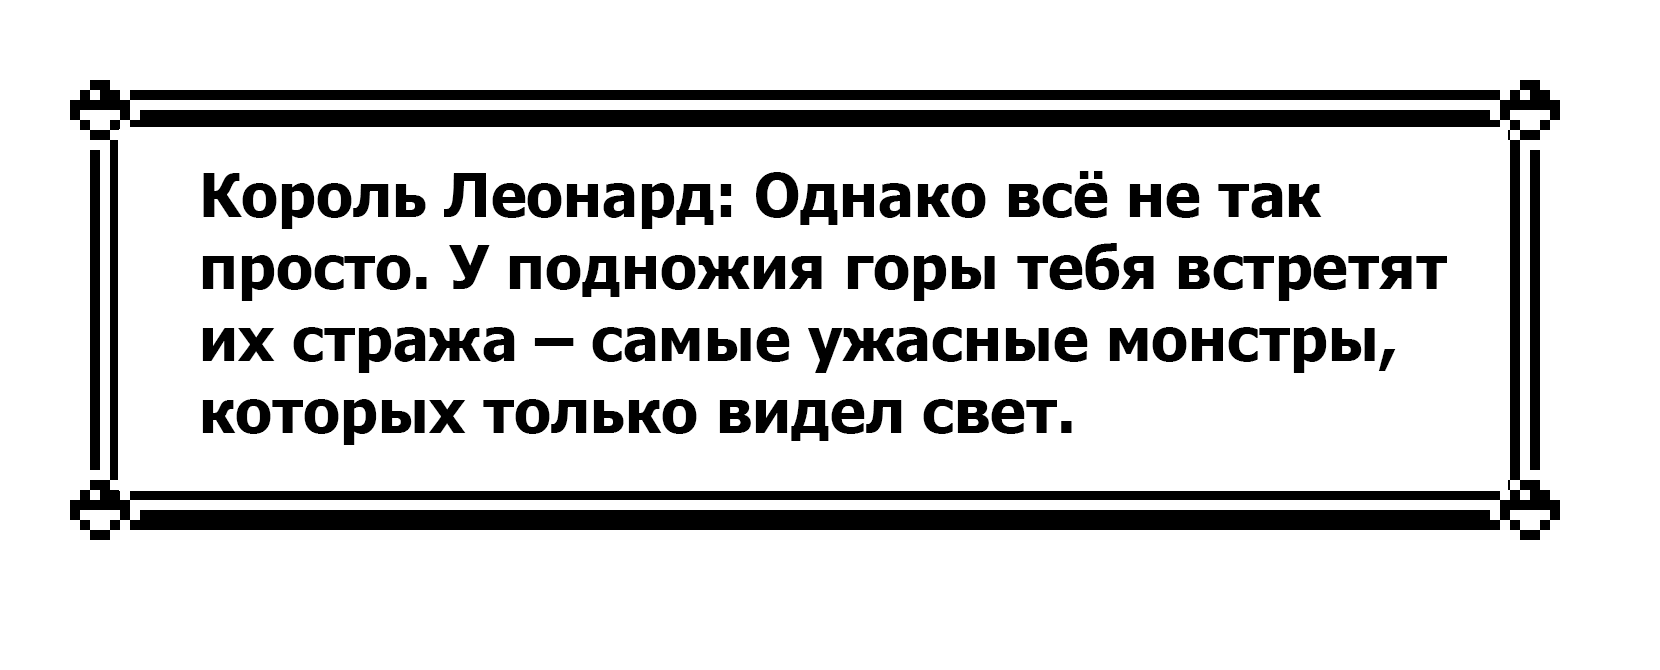 Король Леонард: Однако всё не так
просто. У подножия горы тебя встретят
их стража – самые ужасные монстры,
которых только видел свет.